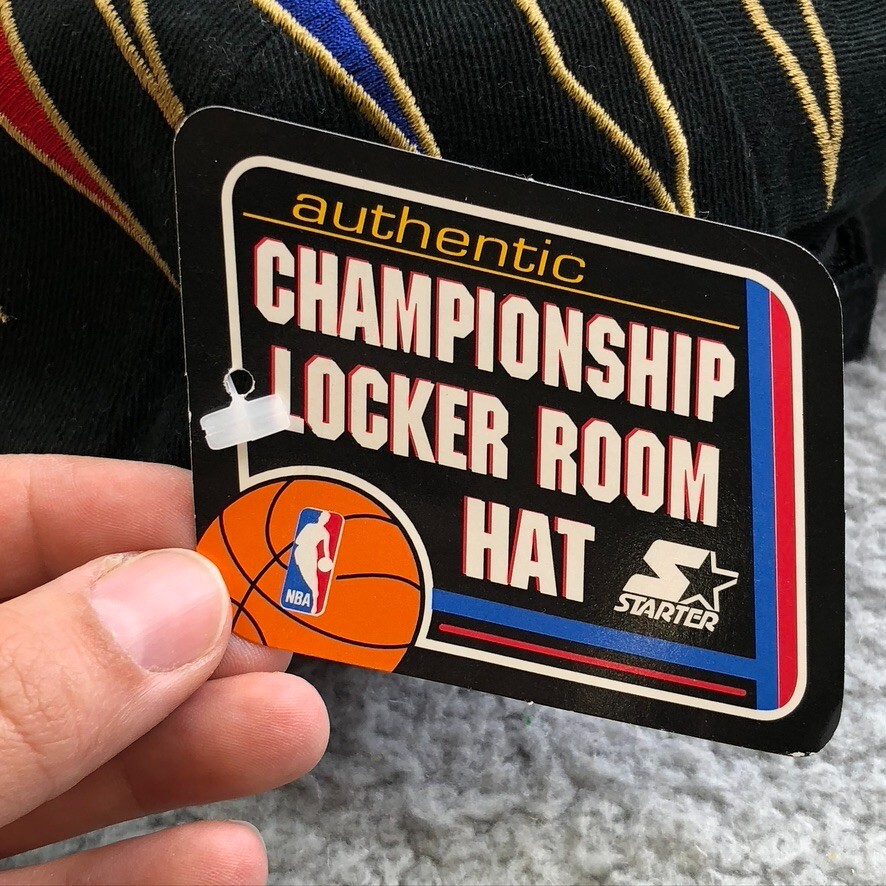 authentic
CHAMPIONSHIP
LOCKER ROOM
HAT
STARTER
NBA